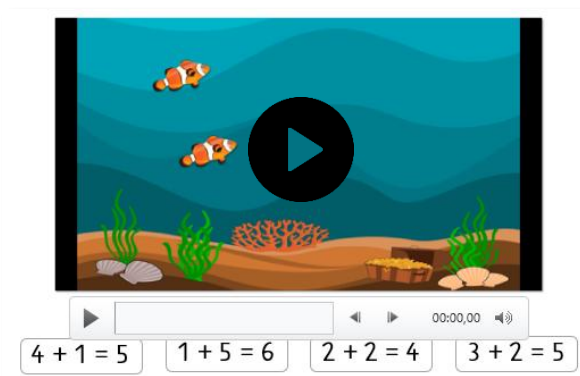 00:00,00
4 + 1 = 5 1 + 5 = 6 2 + 2 = 4 3 + 2 = 5